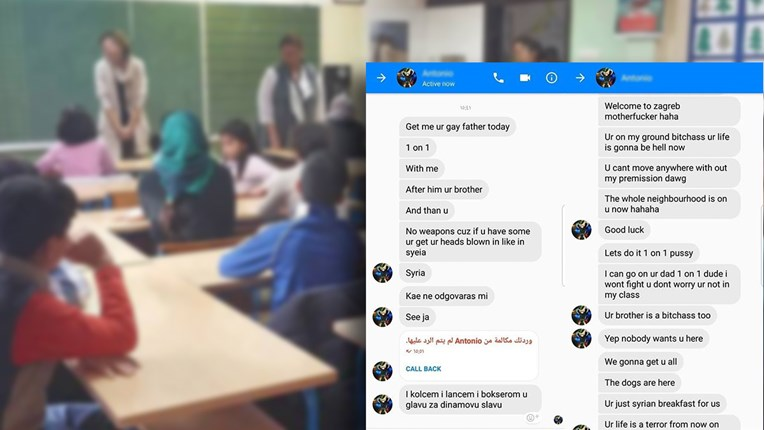 Antonio
Active now
10:51
Get me ur gay father today
1 on 1
With me
After him ur brother
And than u
No weapons cuz if u have some
ur get ur heads blown in like in
syeia
Syria
Kae ne odgovaras mi
See ja
وردتك مكالمة من Antonio لم يتم الرد عليها.
10:51
CALL BACK
I kolcem i lancem i bokserom u
glavu za dinamovu slavu
Antonio
Welcome to zagreb
motherfucker haha
Ur on my ground bitchass ur life
is gonna be hell now
U cant move anywhere with out
my premission dawg
The whole neighbourhood is on
u now hahaha
Good luck
Lets do it 1 on 1 pussy
I can go on ur dad 1 on 1 dude i
wont fight u dont worry ur not in
my class
Ur brother is a bitchass too
Yep nobody wants u here
We gonna get u all
The dogs are here
Ur just syrian breakfast for us
Ur life is a terror from now on